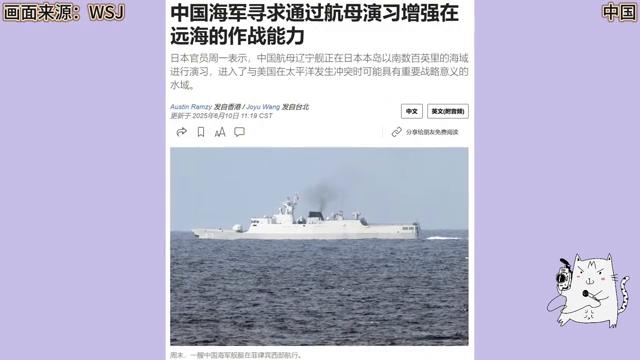 画面来源：WSJ
中国
中国海军寻求通过航母演习增强在
远海的作战能力
日本官员周一表示，中国航母辽宁舰正在日本本岛以南数百英里的海域
进行演习，进入了与美国在太平洋发生冲突时可能具有重要战略意义的
水域。
Austin Ramzy 发自香港 / Joyu Wang 发自台北
更新于 2025年6月10日 11:19 CST
中文
英文(附音频)
分享给朋友免费阅读
周末，一艘中国海军舰艇在菲律宾西部航行。